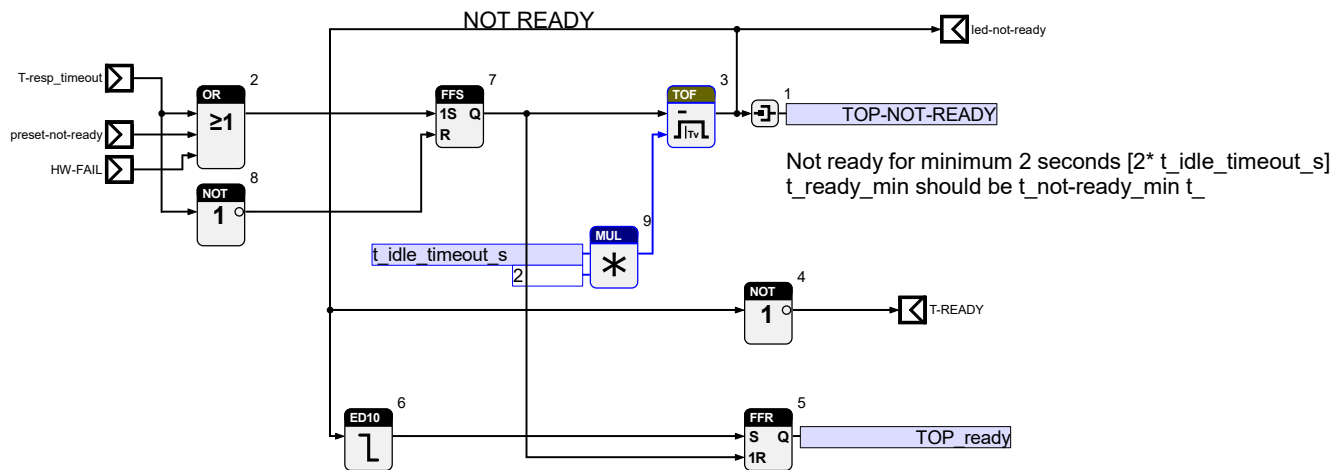 NOT READY
led-not-ready
T-resp_timeout
preset-not-ready
HW-FAIL
OR
2
≥1
FFS
7
1S Q
R
TOF
3
Tv
1
TOP-NOT-READY
Not ready for minimum 2 seconds [2* t_idle_timeout_s]
t_ready_min should be t_not-ready_min t_
NOT
8
1
MUL
9
*
t_idle_timeout_s
2
NOT
4
1
T-READY
ED10
6
FFR
5
S Q
1R
TOP_ready